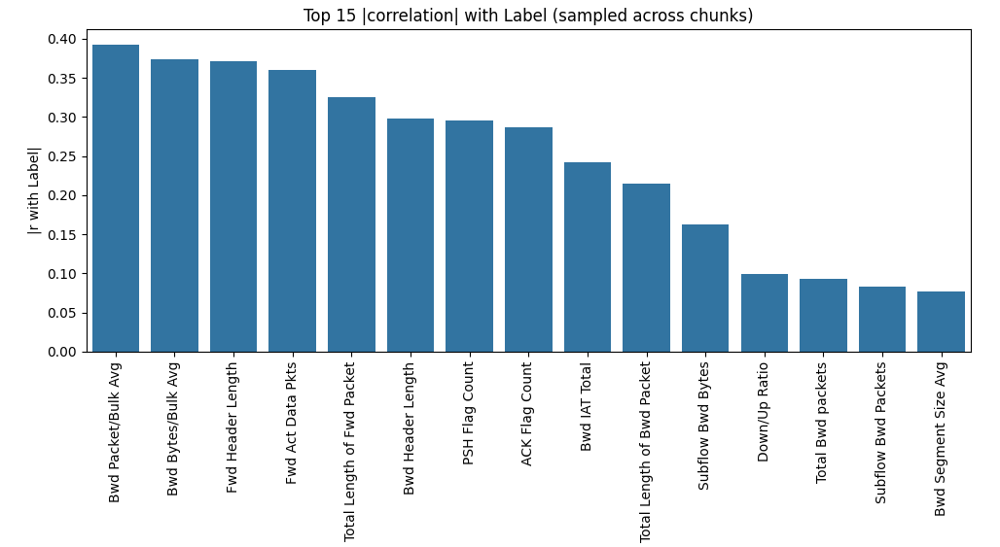 Top 15 |correlation| with Label (sampled across chunks)
|r with Label|
0.40
0.35
0.30
0.25
0.20
0.15
0.10
0.05
0.00
Bwd Packet/Bulk Avg
Bwd Bytes/Bulk Avg
Fwd Header Length
Fwd Act Data Pkts
Total Length of Fwd Packet
Bwd Header Length
PSH Flag Count
ACK Flag Count
Bwd IAT Total
Total Length of Bwd Packet
Subflow Bwd Bytes
Down/Up Ratio
Total Bwd packets
Subflow Bwd Packets
Bwd Segment Size Avg